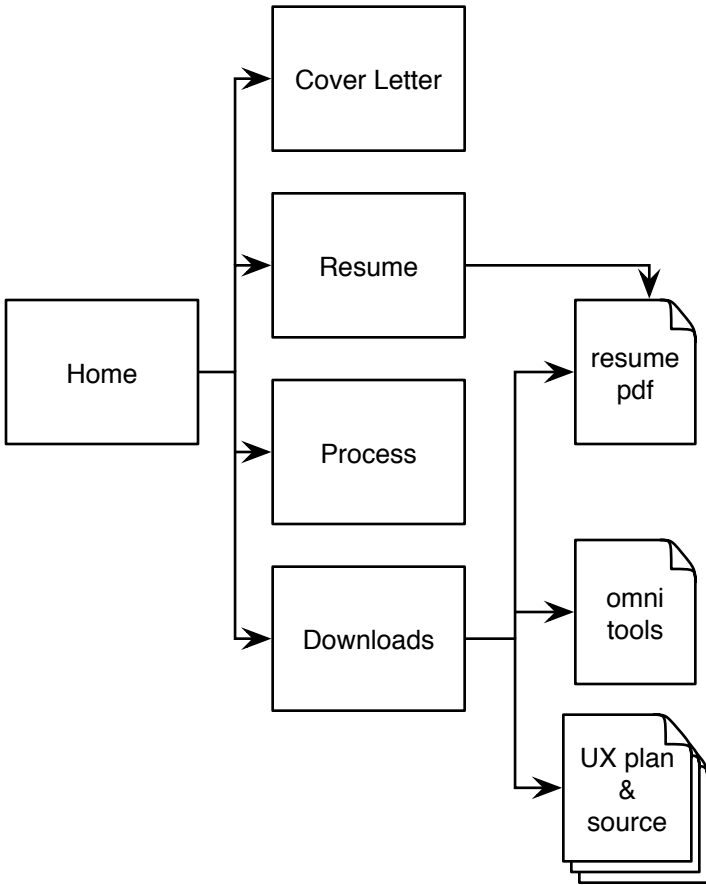 Cover Letter
Resume
Home
resume
pdf
Process
omni
tools
Downloads
UX plan
&
source